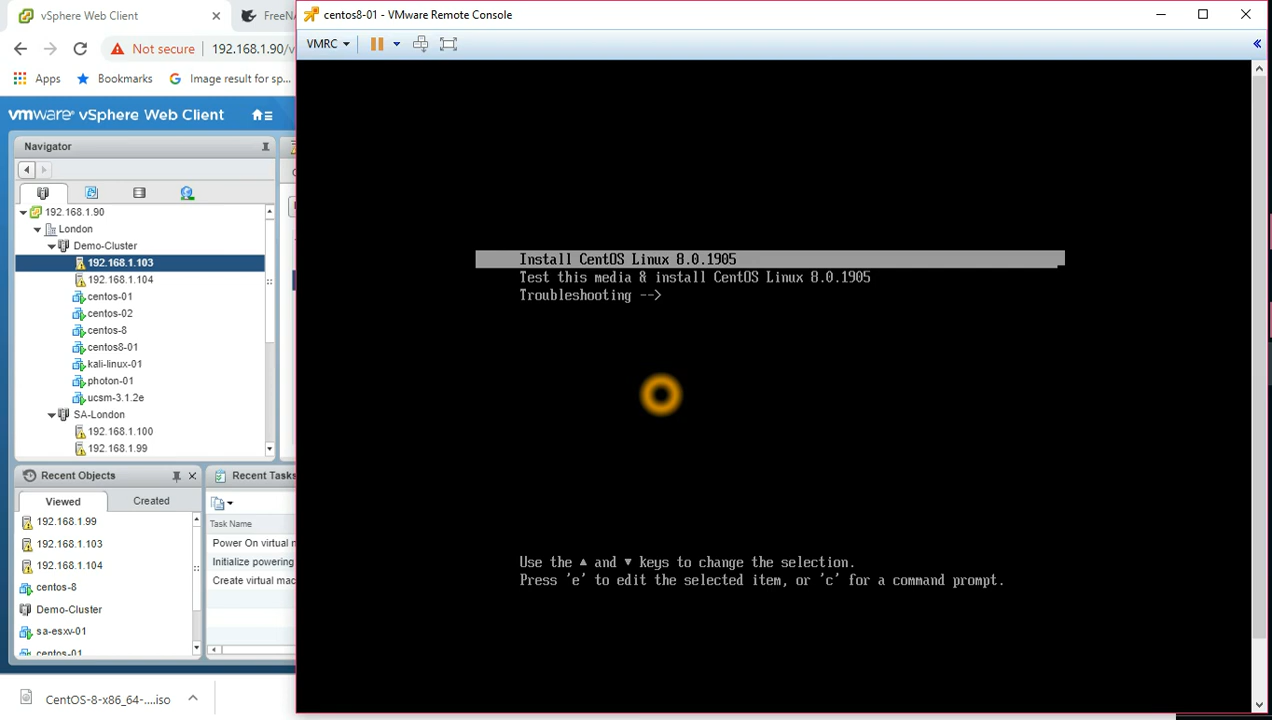 vSphere Web Client
FreeNA
Not secure
192.168.1.90/v
Apps
Bookmarks
Image result for sp...
vmware® vSphere Web Client
Navigator
192.168.1.90
London
Demo-Cluster
192.168.1.103
192.168.1.104
centos-01
centos-02
centos-8
centos8-01
kali-linux-01
photon-01
ucsm-3.1.2e
SA-London
192.168.1.100
192.168.1.99
Recent Objects
Viewed
Created
192.168.1.99
192.168.1.103
192.168.1.104
centos-8
Demo-Cluster
sa-esxv-01
centos-01
Recent Tasks
Task Name
Power On virtual m
Initialize powering
Create virtual mac
CentOS-8-x86_64-....iso
centos8-01 - VMware Remote Console
VMRC
Install CentOS Linux 8.0.1905
Test this media & install CentOS Linux 8.0.1905
Troubleshooting -->
Use the ▲ and ▼ keys to change the selection.
Press 'e' to edit the selected item, or 'c' for a command prompt.